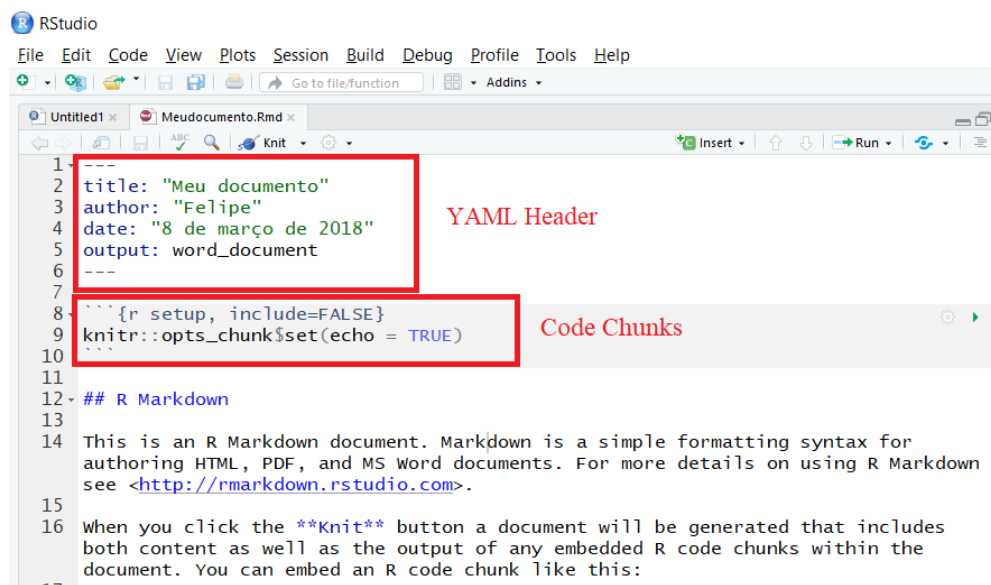 RStudio
File Edit Code View Plots Session Build Debug Profile Tools Help
Go to file/function Addins
Untitled1 × Meudocumento.Rmd ×
ABC Knit Insert Run
1 ---
2 title: "Meu documento"
3 author: "Felipe"
4 date: "8 de março de 2018"
5 output: word_document
6 ---
YAML Header
7
8 ```{r setup, include=FALSE}
9 knitr::opts_chunk$set(echo = TRUE)
10 ```
Code Chunks
11
12 ## R Markdown
13
14 This is an R Markdown document. Markdown is a simple formatting syntax for
authoring HTML, PDF, and MS Word documents. For more details on using R Markdown
see <http://rmarkdown.rstudio.com>.
15
16 When you click the **Knit** button a document will be generated that includes
both content as well as the output of any embedded R code chunks within the
document. You can embed an R code chunk like this: